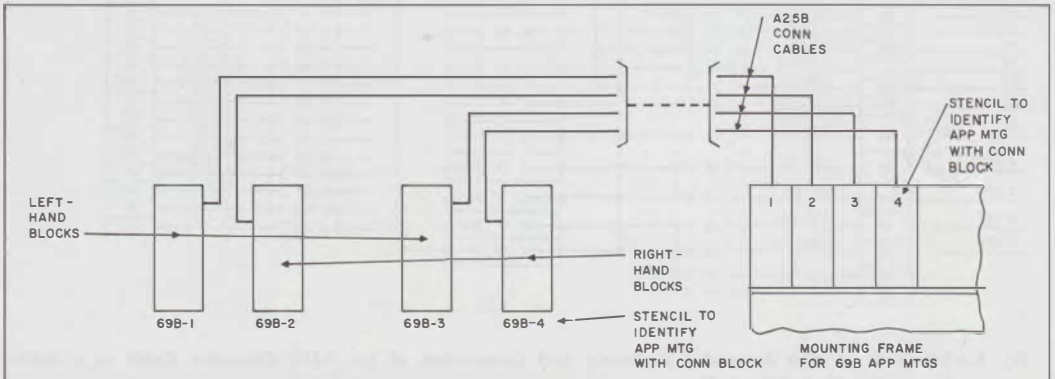 A25B
CONN
CABLES
STENCIL TO
IDENTIFY
APP MTG
WITH CONN
BLOCK
LEFT-
HAND
BLOCKS
1 2 3 4
RIGHT-
HAND
BLOCKS
69B-1 69B-2 69B-3 69B-4
STENCIL TO
IDENTIFY
APP MTG
WITH CONN BLOCK
MOUNTING FRAME
FOR 69B APP MTGS